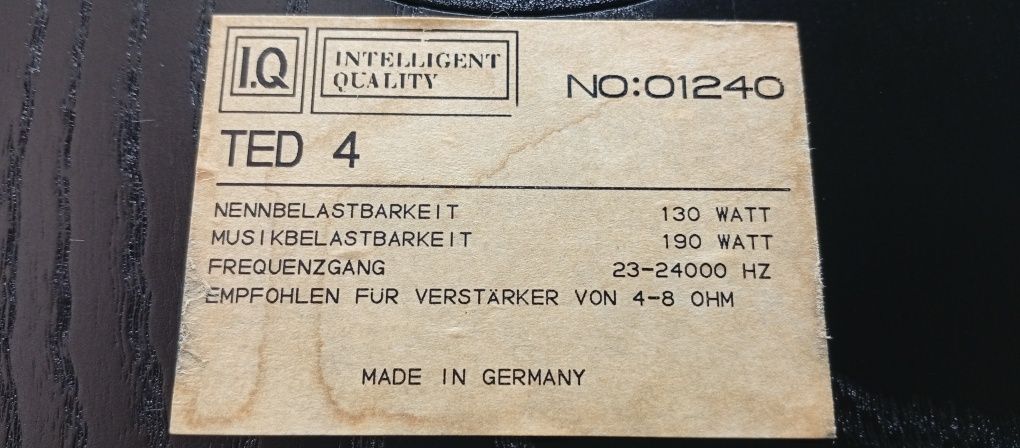 I.Q
INTELLIGENT
QUALITY
NO:01240
TED 4
NENNBELASTBARKEIT 130 WATT
MUSIKBELASTBARKEIT 190 WATT
FREQUENZGANG 23-24000 HZ
EMPFOHLEN FÜR VERSTÄRKER VON 4-8 OHM
MADE IN GERMANY